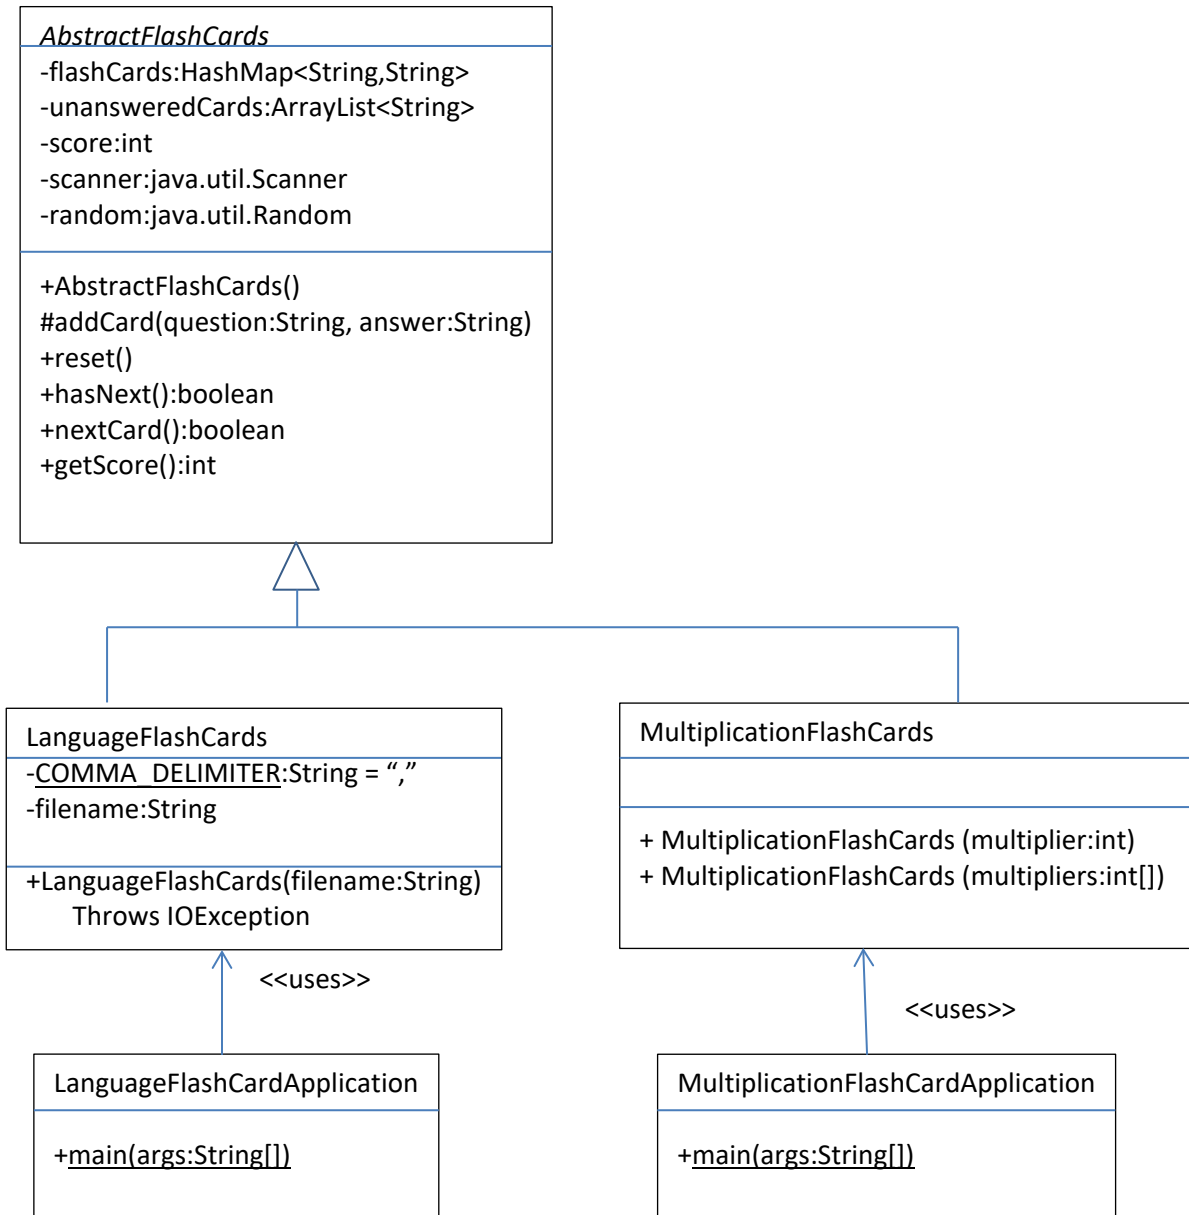 AbstractFlashCards
-flashCards:HashMap<String,String>
-unansweredCards:ArrayList<String>
-score:int
-scanner:java.util.Scanner
-random:java.util.Random
+AbstractFlashCards()
#addCard(question:String, answer:String)
+reset()
+hasNext():boolean
+nextCard():boolean
+getScore():int
LanguageFlashCards
-COMMA_DELIMITER:String = “,”
-filename:String
+LanguageFlashCards(filename:String)
Throws IOException
MultiplicationFlashCards
+ MultiplicationFlashCards (multiplier:int)
+ MultiplicationFlashCards (multipliers:int[])
<<uses>>
<<uses>>
LanguageFlashCardApplication
+main(args:String[])
MultiplicationFlashCardApplication
+main(args:String[])